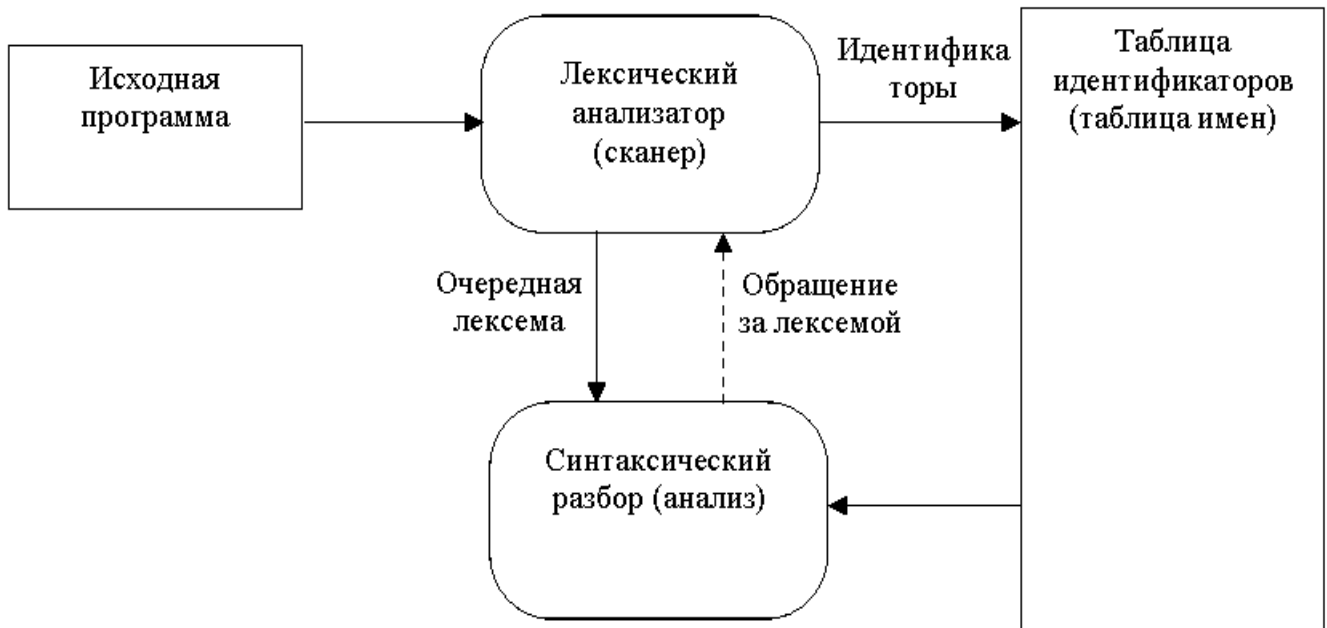 Исходная
программа
Лексический
анализатор
(сканер)
Идентифика
торы
Таблица
идентификаторов
(таблица имен)
Очередная
лексема
Обращение
за лексемой
Синтаксический
разбор (анализ)